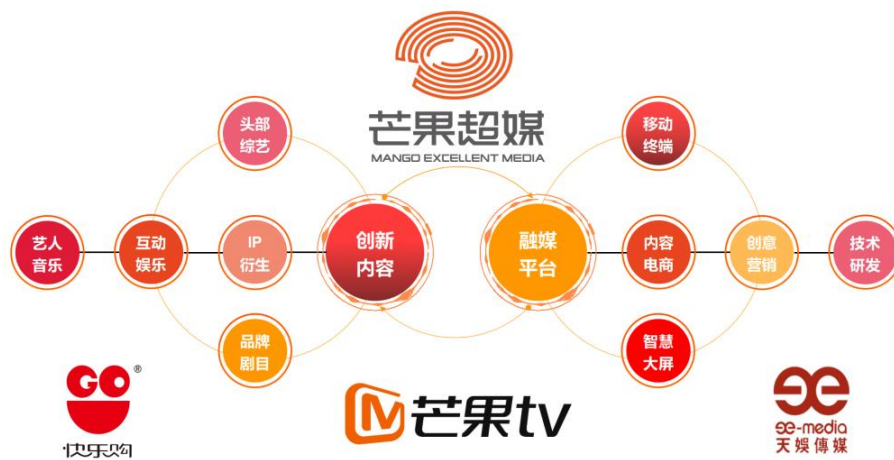 芒果超媒
MANGO EXCELLENT MEDIA
头部
综艺
移动
终端
艺人
音乐
互动
娱乐
IP
衍生
创新
内容
融媒
平台
内容
电商
创意
营销
技术
研发
品牌
剧目
智慧
大屏
GO®
快乐购
M芒果tv
ee-media
天娱傳媒